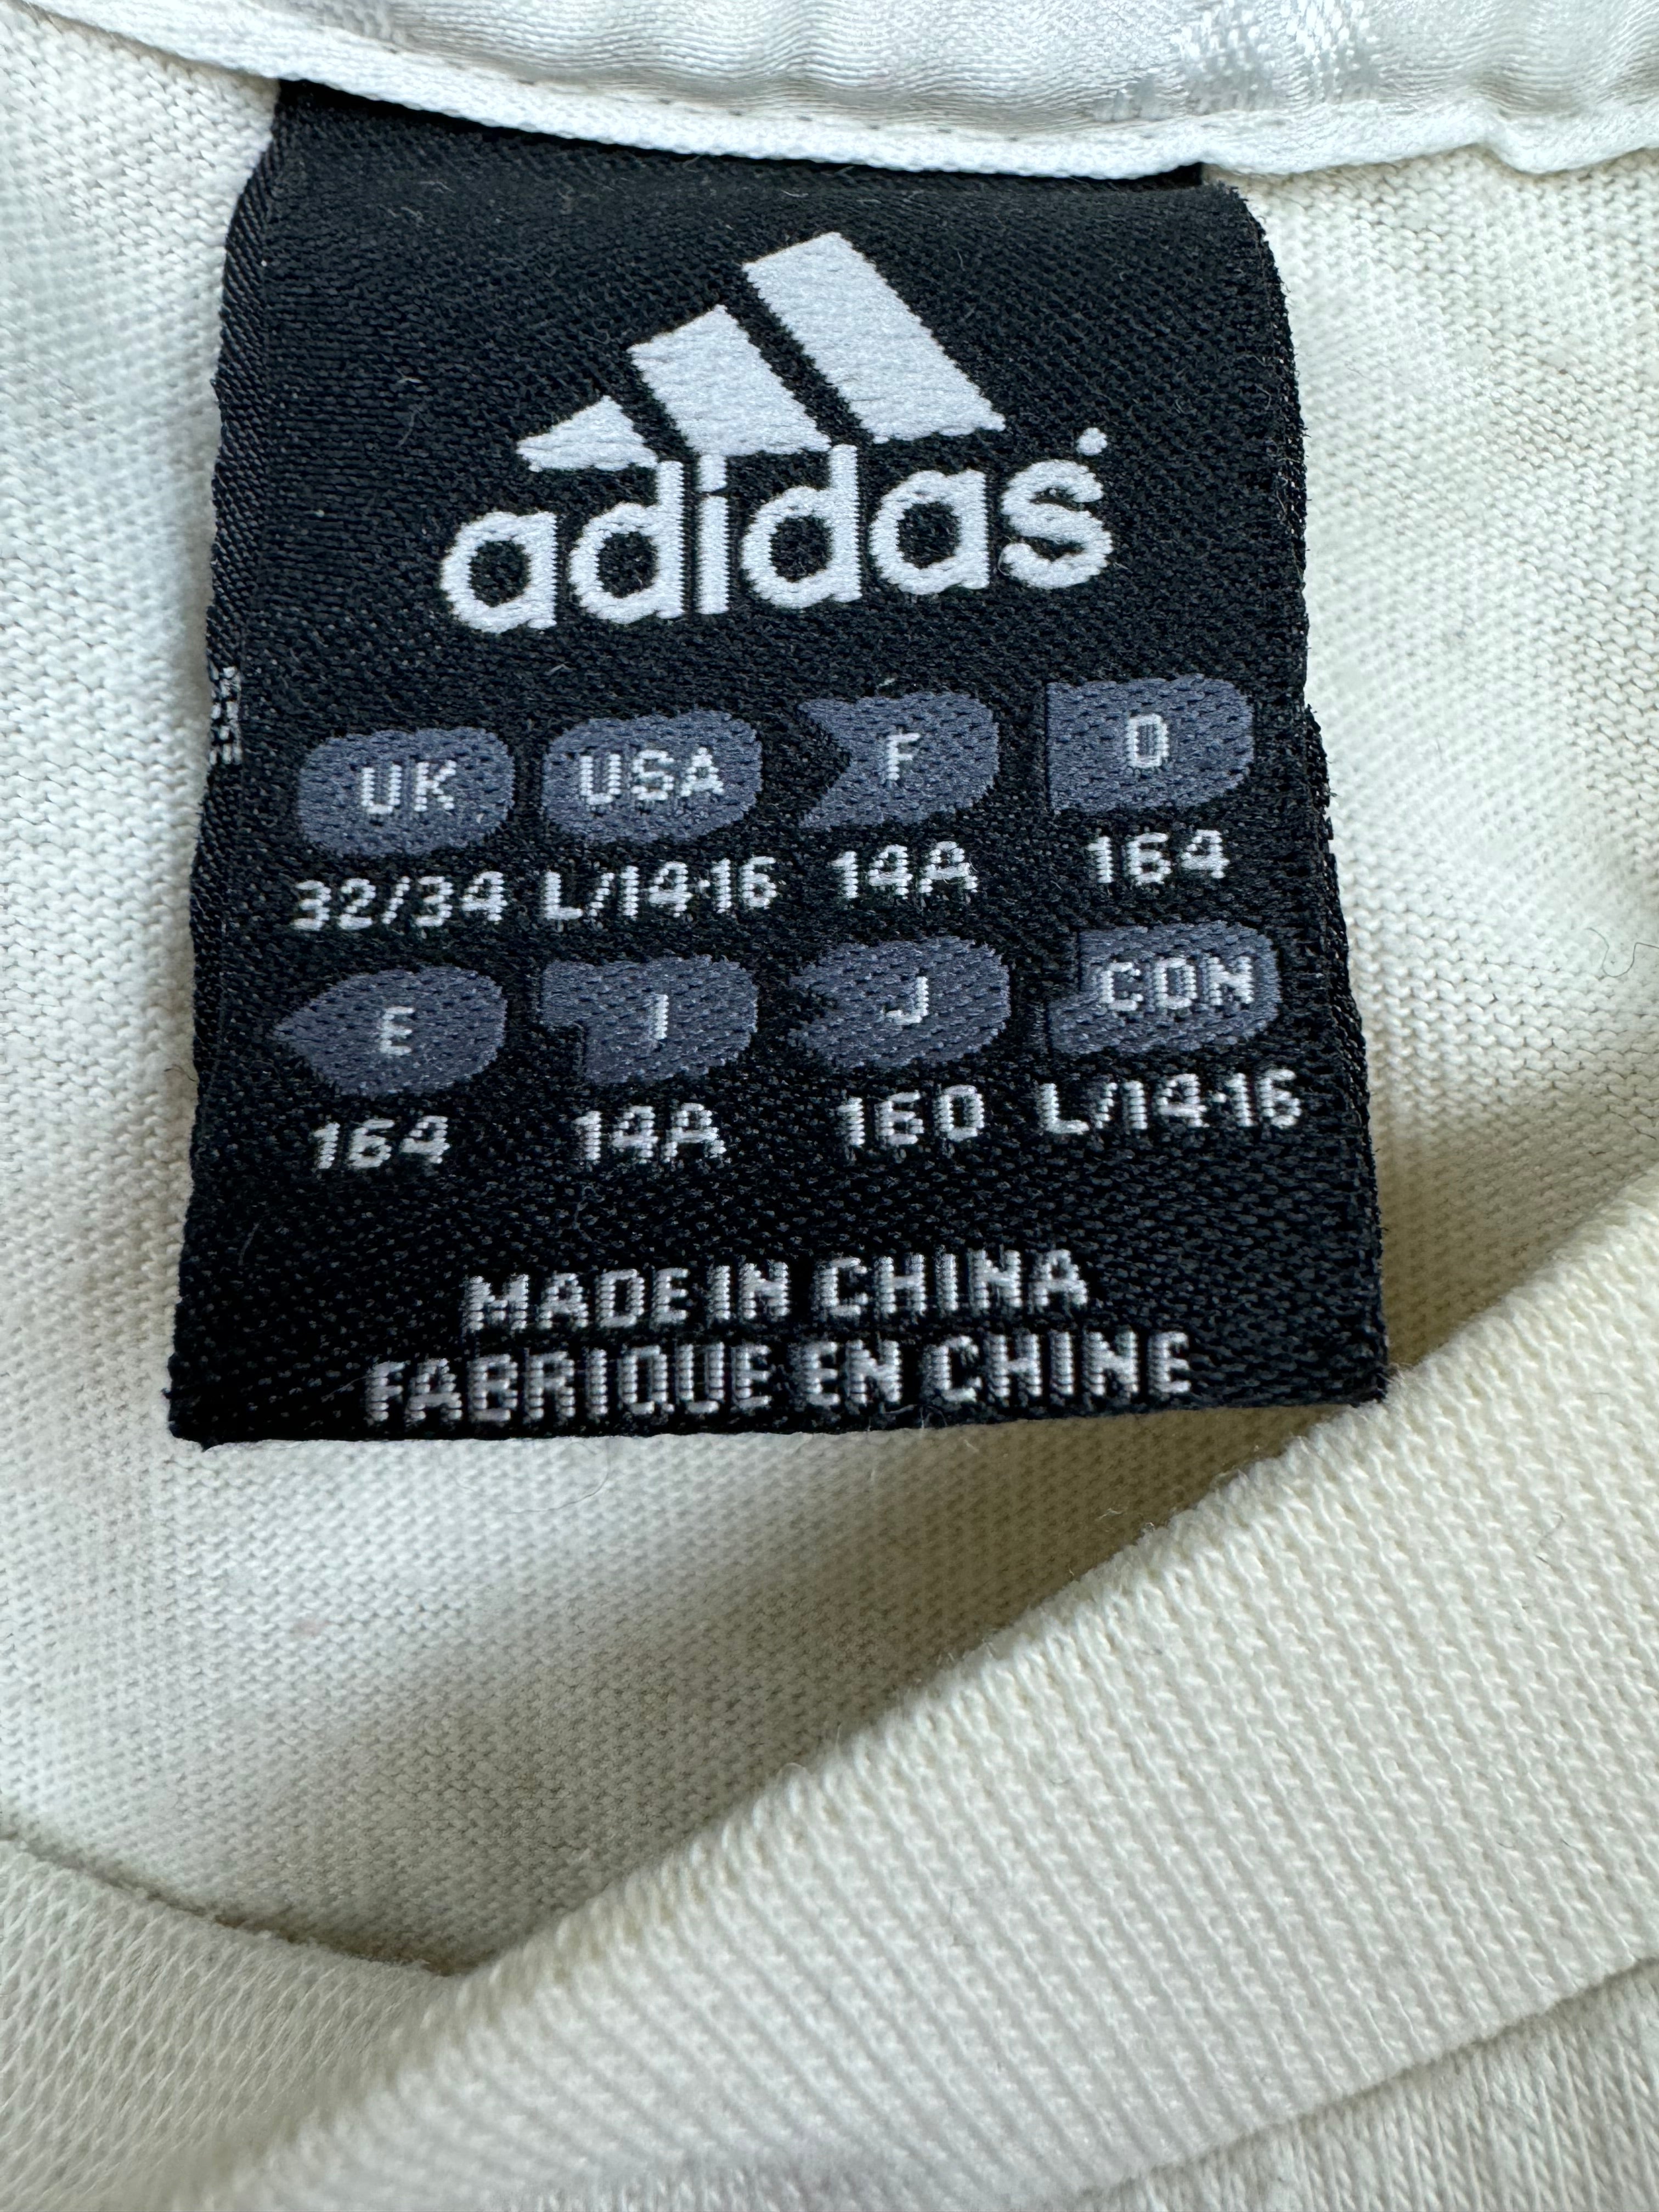 adidas
UK USA F D
32/34 L/14-16 14A 164
E I J CDN
164 14A 160 L/14-16
MADE IN CHINA
FABRIQUE EN CHINE